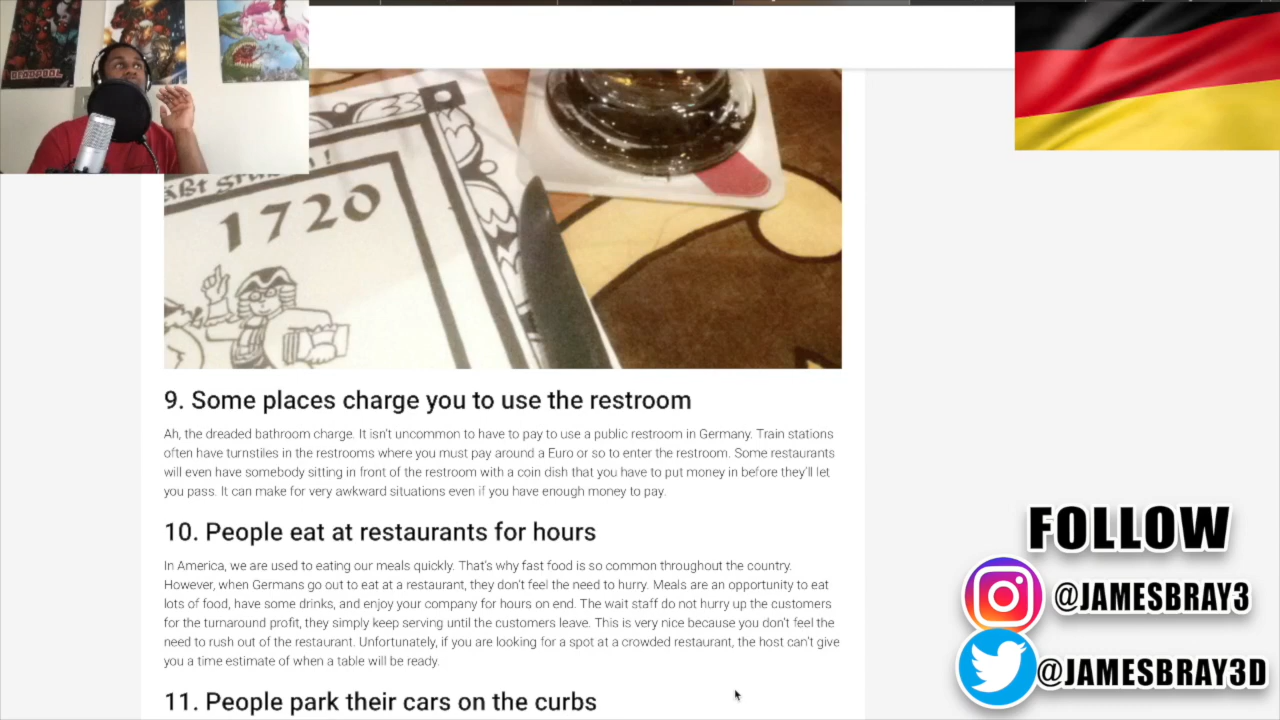 DEADPOOL
1720
9. Some places charge you to use the restroom
Ah, the dreaded bathroom charge. It isn't uncommon to have to pay to use a public restroom in Germany. Train stations
often have turnstiles in the restrooms where you must pay around a Euro or so to enter the restroom. Some restaurants
will even have somebody sitting in front of the restroom with a coin dish that you have to put money in before they'll let
you pass. It can make for very awkward situations even if you have enough money to pay.
10. People eat at restaurants for hours
In America, we are used to eating our meals quickly. That's why fast food is so common throughout the country.
However, when Germans go out to eat at a restaurant, they don't feel the need to hurry. Meals are an opportunity to eat
lots of food, have some drinks, and enjoy your company for hours on end. The wait staff do not hurry up the customers
for the turnaround profit, they simply keep serving until the customers leave. This is very nice because you don't feel the
need to rush out of the restaurant. Unfortunately, if you are looking for a spot at a crowded restaurant, the host can't give
you a time estimate of when a table will be ready.
11. People park their cars on the curbs
FOLLOW
@JAMESBRAY3
@JAMESBRAY3D